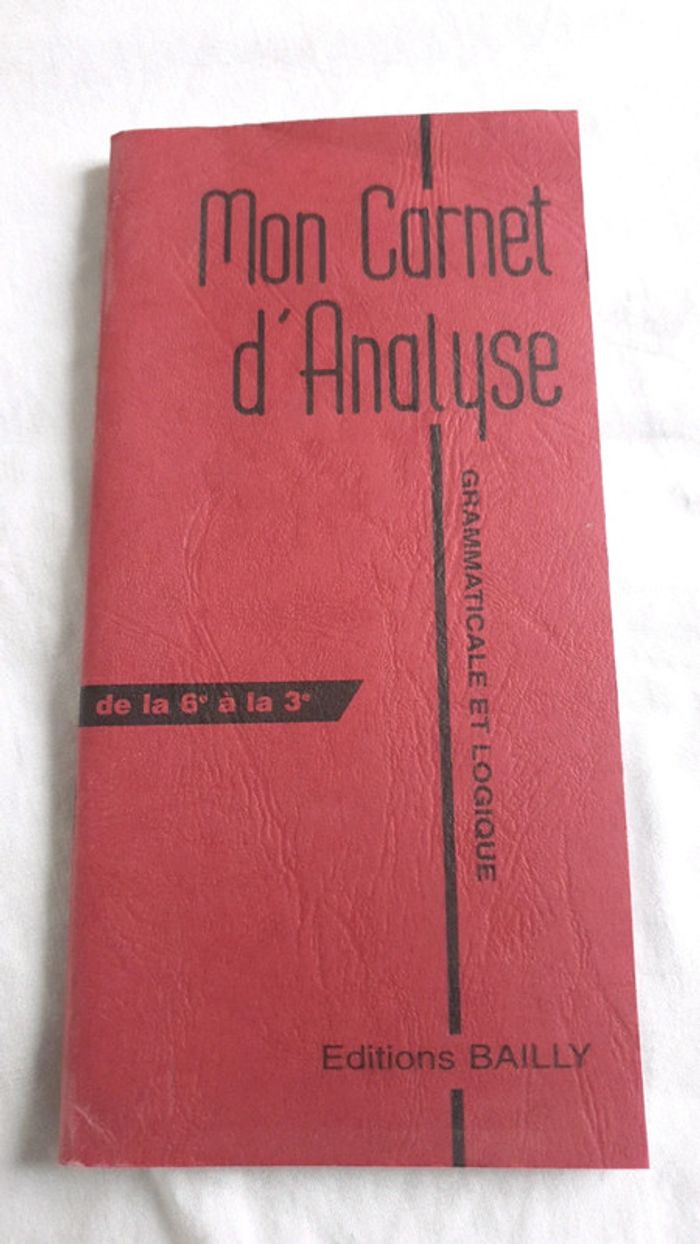 Mon Carnet
d'Analyse
GRAMMATICALE ET LOGIQUE
de la 6e à la 3e
Editions BAILLY